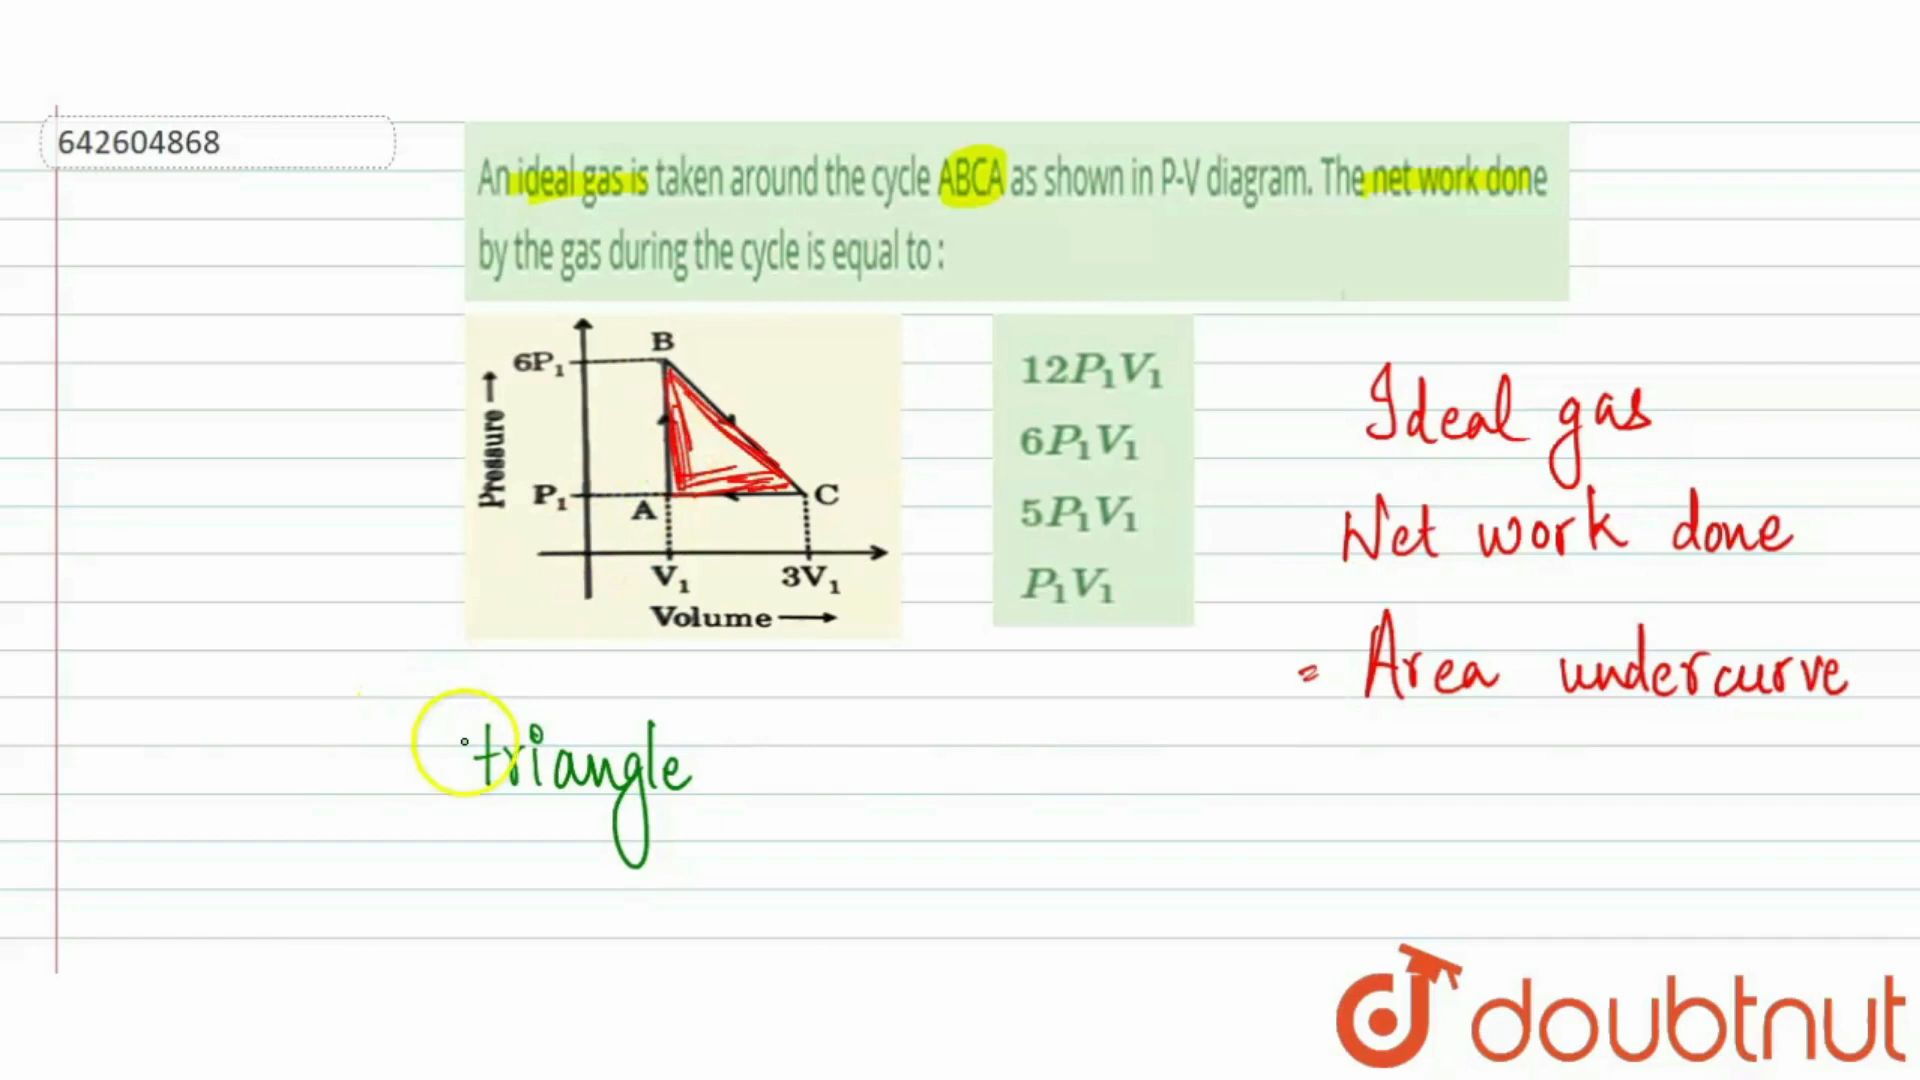 642604868
An ideal gas is taken around the cycle ABCA as shown in P-V diagram. The net work done
by the gas during the cycle is equal to :
B
6P₁
Pressure
P₁
A
C
V₁
3V₁
Volume
12P₁V₁
6P₁V₁
5P₁V₁
P₁V₁
Ideal gas
Net work done
= Area undercurve
triangle
doubtnut